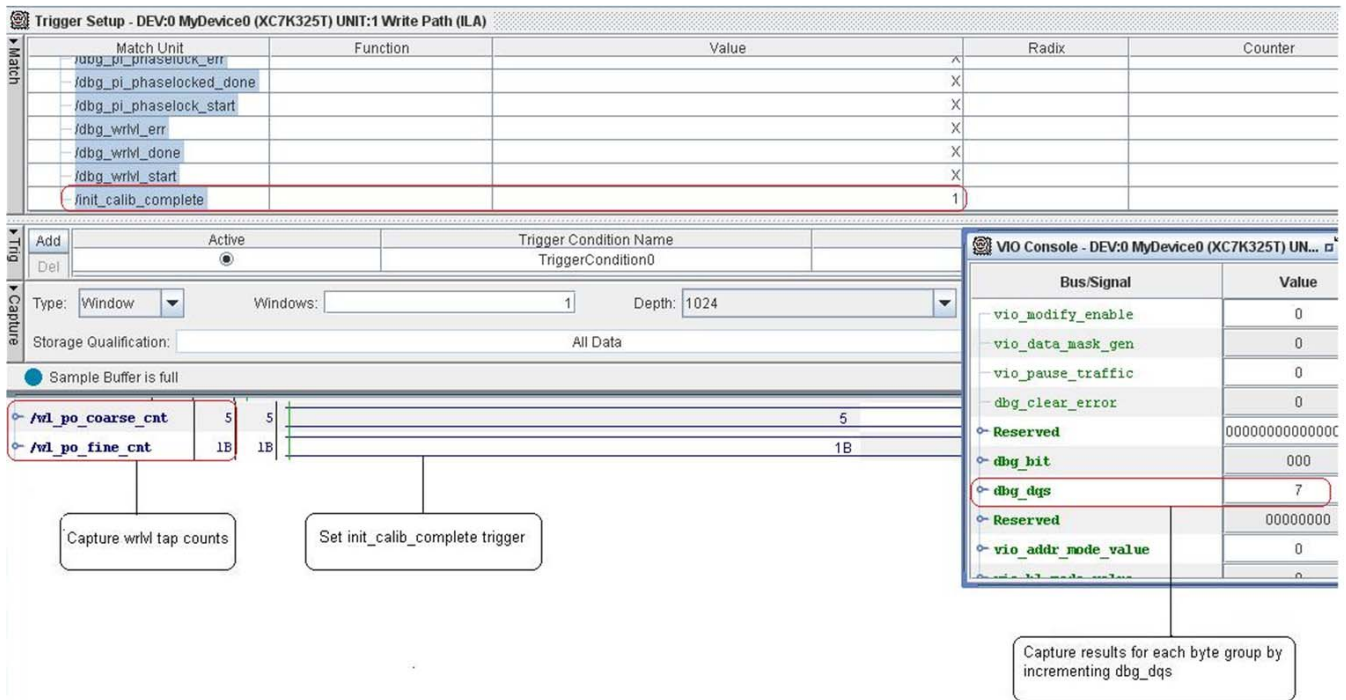 Trigger Setup - DEV:0 MyDevice0 (XC7K325T) UNIT:1 Write Path (ILA)
Match
Match Unit Function Value Radix Counter
/dbg_pi_phaselock_err X
/dbg_pi_phaselocked_done X
/dbg_pi_phaselock_start X
/dbg_wrlvl_err X
/dbg_wrlvl_done X
/dbg_wrlvl_start X
/init_calib_complete 1
Trig
Add Active Trigger Condition Name
Del TriggerCondition0
Capture
Type: Window Windows: 1 Depth: 1024
Storage Qualification: All Data
Sample Buffer is full
/wl_po_coarse_cnt 5 5 5
/wl_po_fine_cnt 1B 1B 1B
Capture wrlvl tap counts
Set init_calib_complete trigger
VIO Console - DEV:0 MyDevice0 (XC7K325T) UN...
Bus/Signal Value
vio_modify_enable 0
vio_data_mask_gen 0
vio_pause_traffic 0
dbg_clear_error 0
Reserved 00000000000000
dbg_bit 000
dbg_dqs 7
Reserved 00000000
vio_addr_mode_value 0
Capture results for each byte group by
incrementing dbg_dqs